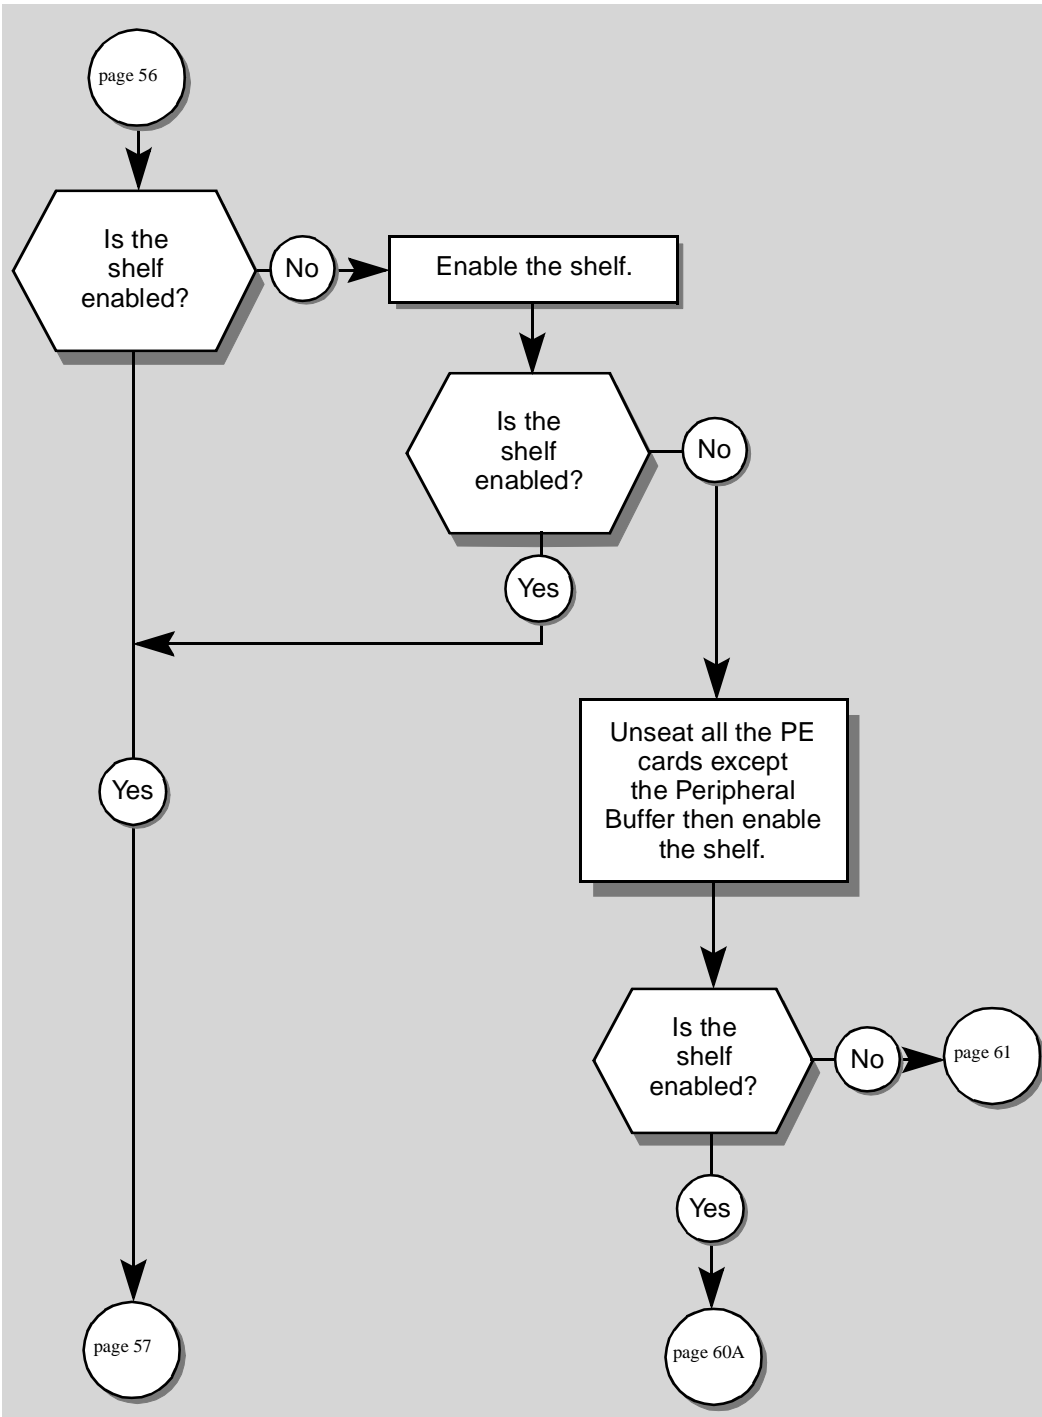 page 56
Is the
shelf
enabled?
No
Enable the shelf.
Is the
shelf
enabled?
No
Yes
Unseat all the PE
cards except
the Peripheral
Buffer then enable
the shelf.
Yes
Is the
shelf
enabled?
No
page 61
Yes
page 57
page 60A